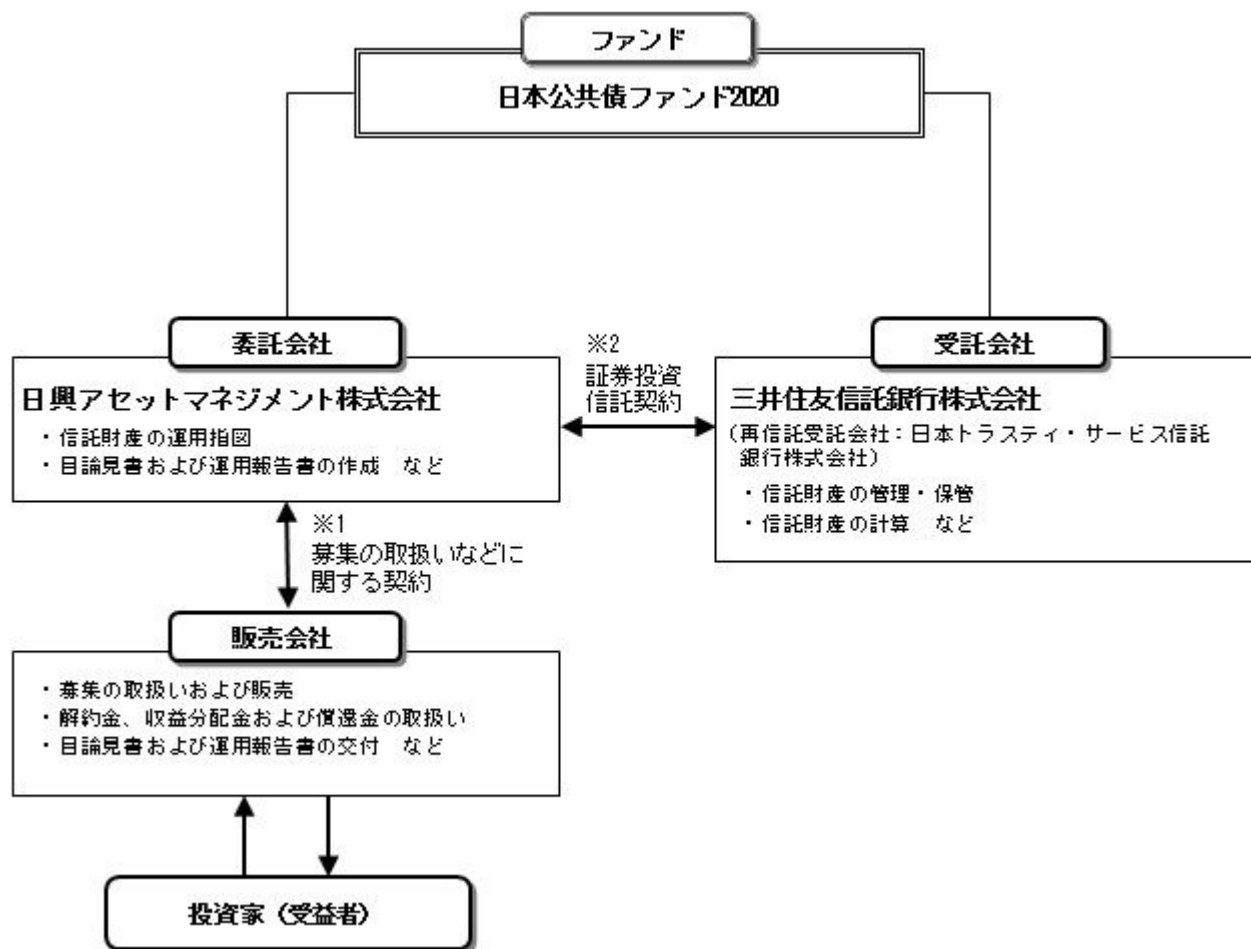 ファンド
日本公共債ファンド2020
委託会社
日興アセットマネジメント株式会社
・信託財産の運用指図
・目論見書および運用報告書の作成 など
※2
証券投資
信託契約
受託会社
三井住友信託銀行株式会社
(再信託受託会社:日本トラスティ・サービス信託
銀行株式会社)
・信託財産の管理・保管
・信託財産の計算 など
※1
募集の取扱いなどに
関する契約
販売会社
・募集の取扱いおよび販売
・解約金、収益分配金および償還金の取扱い
・目論見書および運用報告書の交付 など
投資家(受益者)